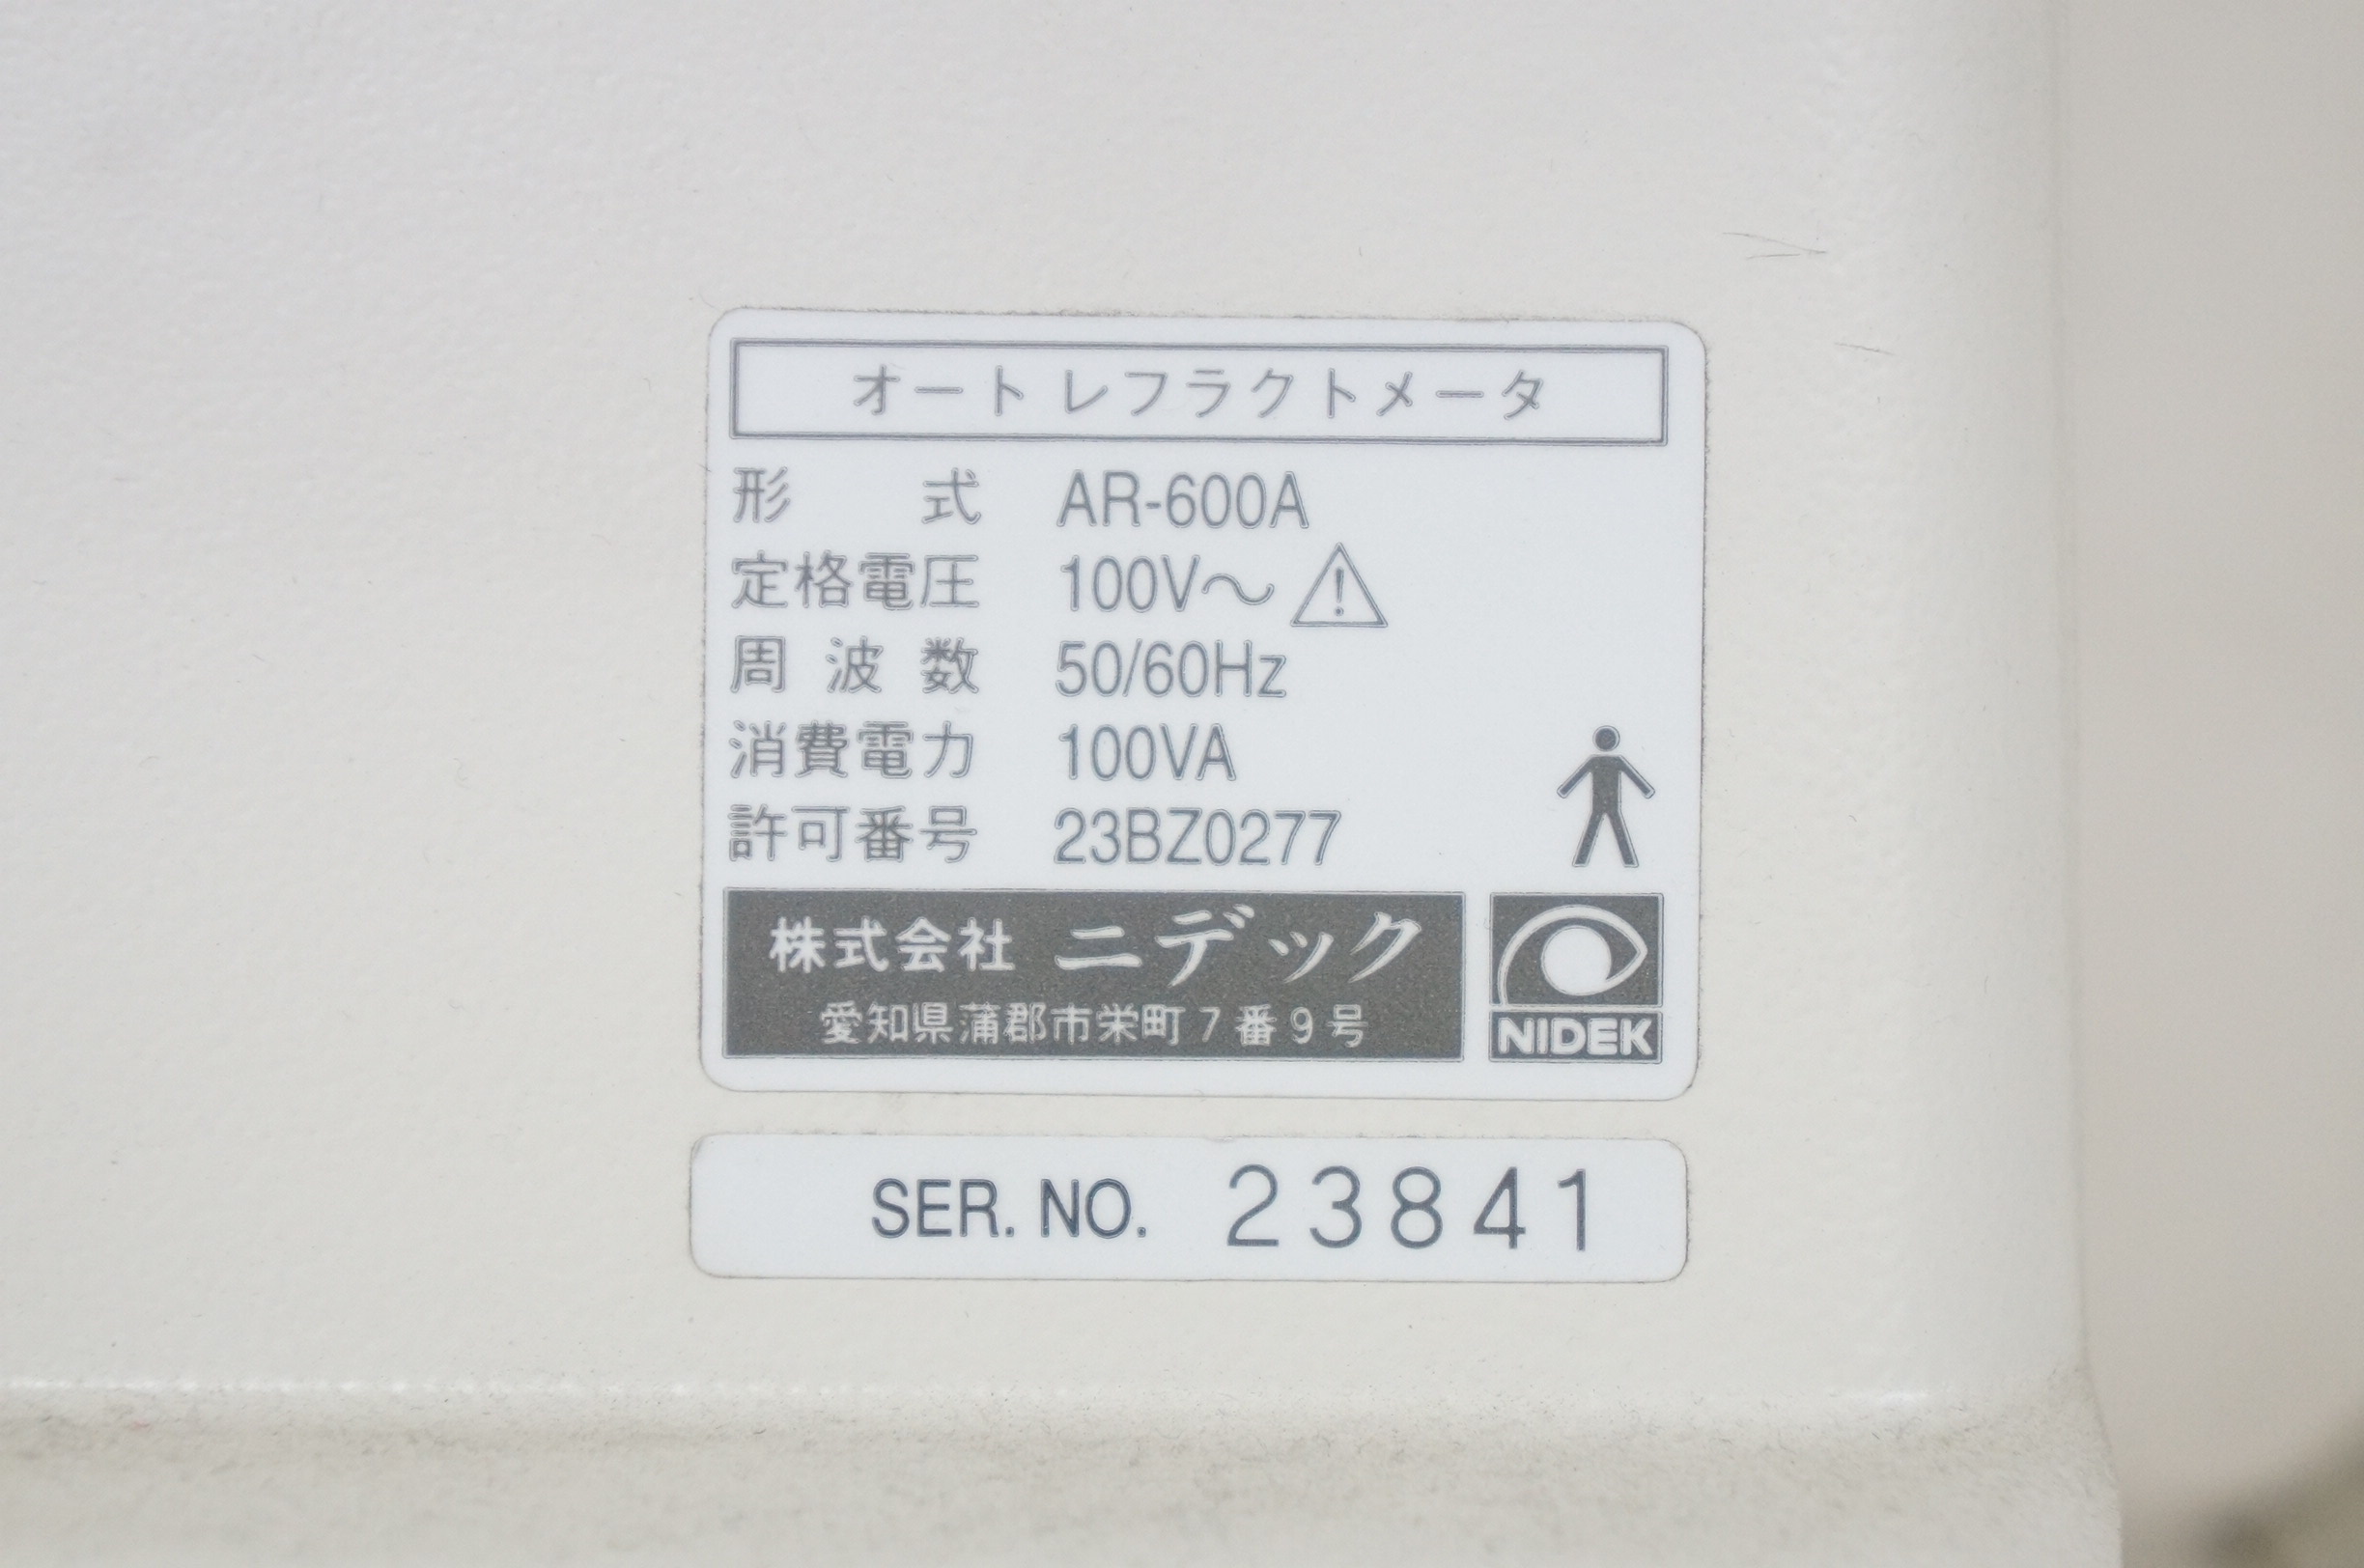 オートレフラクトメータ
形式 AR-600A
定格電圧 100V～
周波数 50/60Hz
消費電力 100VA
許可番号 23BZ0277
株式会社 ニデック
愛知県蒲郡市栄町7番9号
NIDEK
SER. NO. 23841